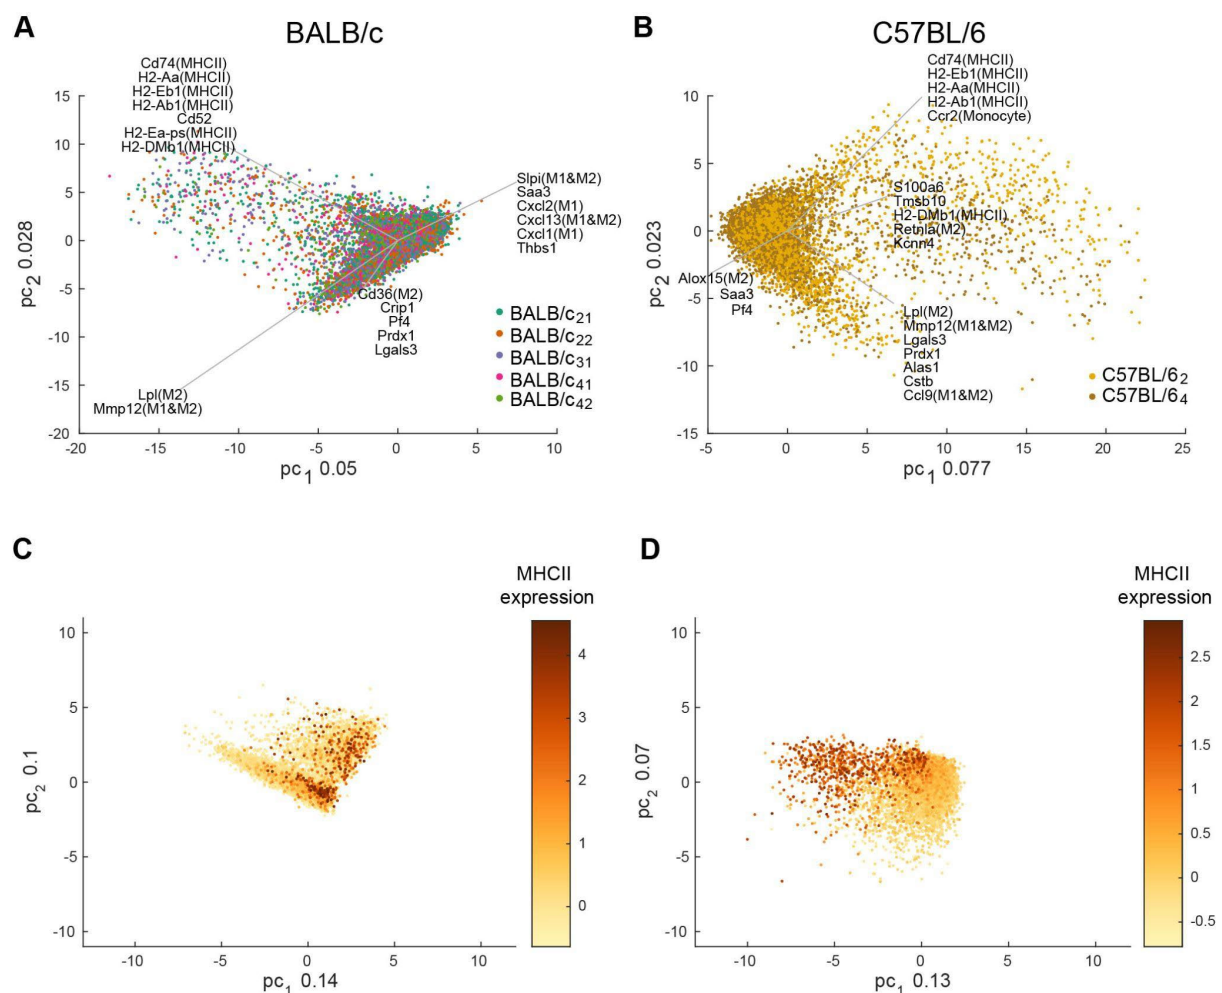 A
BALB/c
Cd74(MHCII)
H2-Aa(MHCII)
H2-Eb1(MHCII)
H2-Ab1(MHCII)
Cd52
H2-Ea-ps(MHCII)
H2-DMb1(MHCII)
Slpi(M1&M2)
Saa3
Cxcl2(M1)
Cxcl13(M1&M2)
Cxcl1(M1)
Thbs1
Cd36(M2)
Crip1
Pf4
Prdx1
Lgals3
Lpl(M2)
Mmp12(M1&M2)
BALB/c21
BALB/c22
BALB/c31
BALB/c41
BALB/c42
15
10
5
0
-5
-10
-15
-20
pc2 0.028
-20 -15 -10 -5 0 5 10
pc1 0.05
B
C57BL/6
Cd74(MHCII)
H2-Eb1(MHCII)
H2-Aa(MHCII)
H2-Ab1(MHCII)
Ccr2(Monocyte)
S100a6
Tmsb10
H2-DMb1(MHCII)
Retnla(M2)
Kcnn4
Alox15(M2)
Saa3
Pf4
Lpl(M2)
Mmp12(M1&M2)
Lgals3
Prdx1
Alas1
Cstb
Ccl9(M1&M2)
C57BL/62
C57BL/64
10
5
0
-5
-10
-15
pc2 0.023
-5 0 5 10 15 20 25
pc1 0.077
C
MHCII
expression
4
3
2
1
0
10
5
0
-5
-10
pc2 0.1
-10 -5 0 5 10
pc1 0.14
D
MHCII
expression
2.5
2
1.5
1
0.5
0
-0.5
10
5
0
-5
-10
pc2 0.07
-10 -5 0 5 10
pc1 0.13